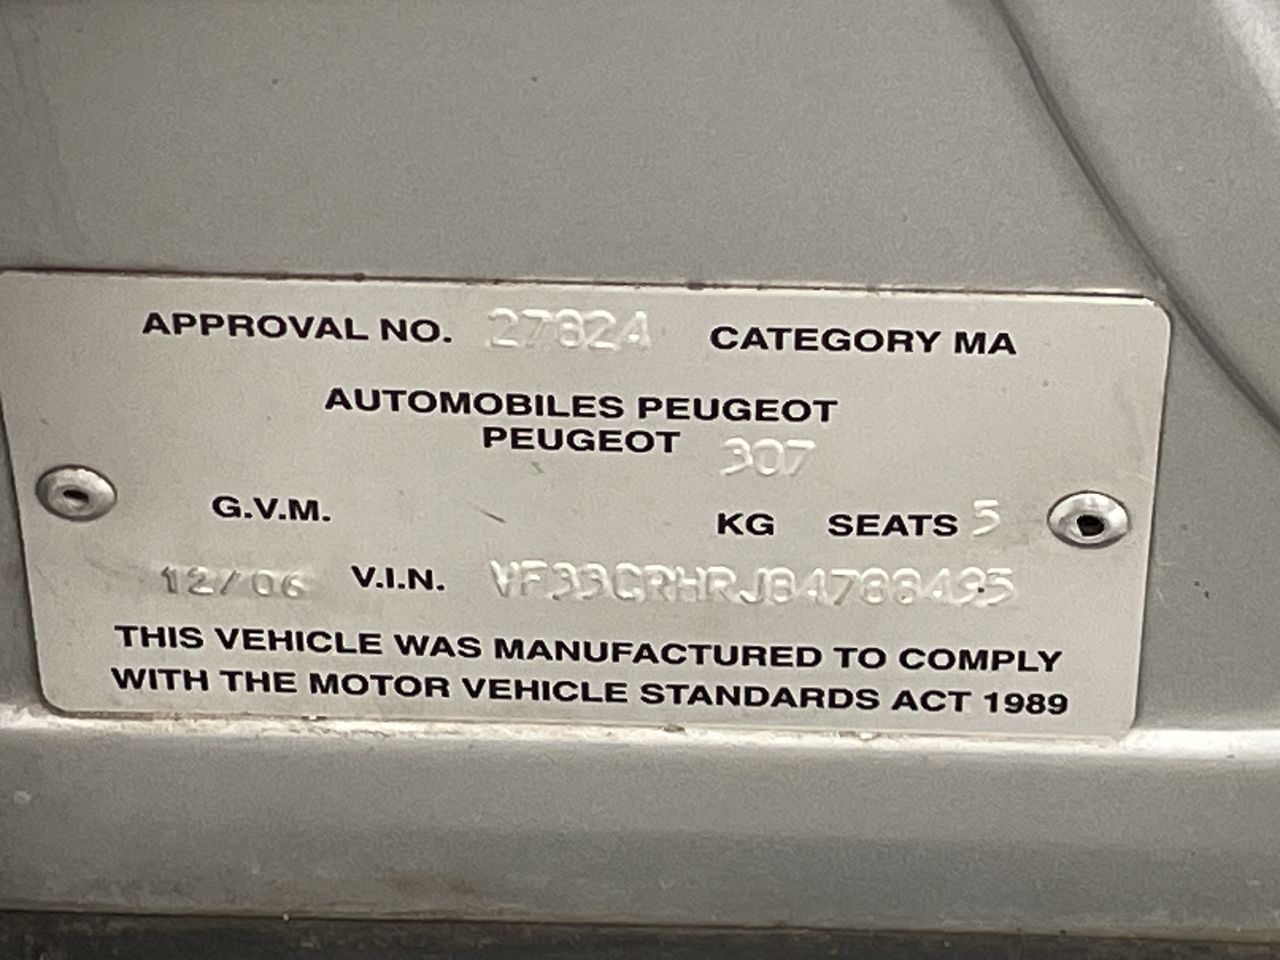 APPROVAL NO. 27824 CATEGORY MA
AUTOMOBILES PEUGEOT
PEUGEOT 307
G.V.M. KG SEATS 5
12/06 V.I.N.
THIS VEHICLE WAS MANUFACTURED TO COMPLY
WITH THE MOTOR VEHICLE STANDARDS ACT 1989